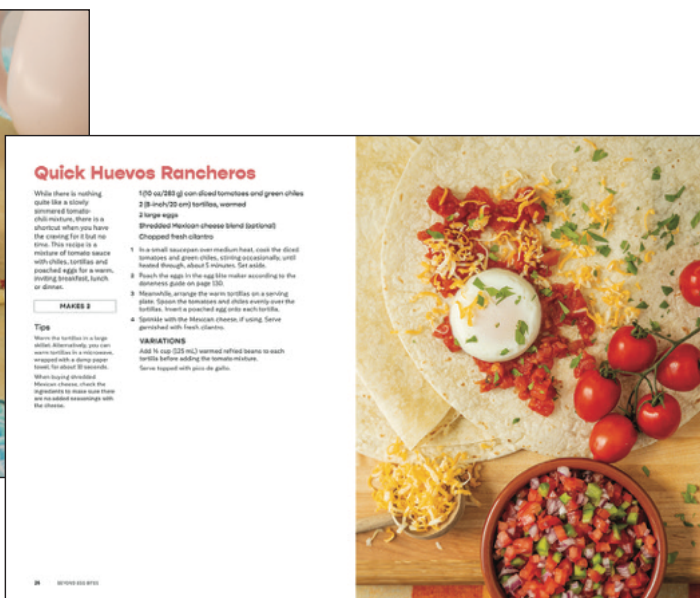 Quick Huevos Rancheros
While there is nothing
quite like a slowly
simmered tomato-
chili mixture, there is a
shortcut when you have
the craving for it but no
time. This recipe is a
mixture of tomato sauce
with chiles, tortillas and
poached eggs for a warm,
inviting breakfast, lunch
or dinner.
MAKES 2
Tips
Warm the tortillas in a large
skillet. Alternatively, you can
warm tortillas in a microwave,
wrapped with a damp paper
towel, for about 30 seconds.
When buying shredded
Mexican cheese, check the
ingredients to make sure there
are no added seasonings with
the cheese.
1 (10 oz/283 g) can diced tomatoes and green chiles
2 (8-inch/20 cm) tortillas, warmed
2 large eggs
Shredded Mexican cheese blend (optional)
Chopped fresh cilantro
1 In a small saucepan over medium heat, cook the diced
tomatoes and green chiles, stirring occasionally, until
heated through, about 5 minutes. Set aside.
2 Poach the eggs in the egg bite maker according to the
doneness guide on page 130.
3 Meanwhile, arrange the warm tortillas on a serving
plate. Spoon the tomatoes and chiles evenly over the
tortillas. Invert a poached egg onto each tortilla.
4 Sprinkle with the Mexican cheese, if using. Serve
garnished with fresh cilantro.
VARIATIONS
Add ½ cup (125 mL) warmed refried beans to each
tortilla before adding the tomato mixture.
Serve topped with pico de gallo.
BEYOND EGG BITES